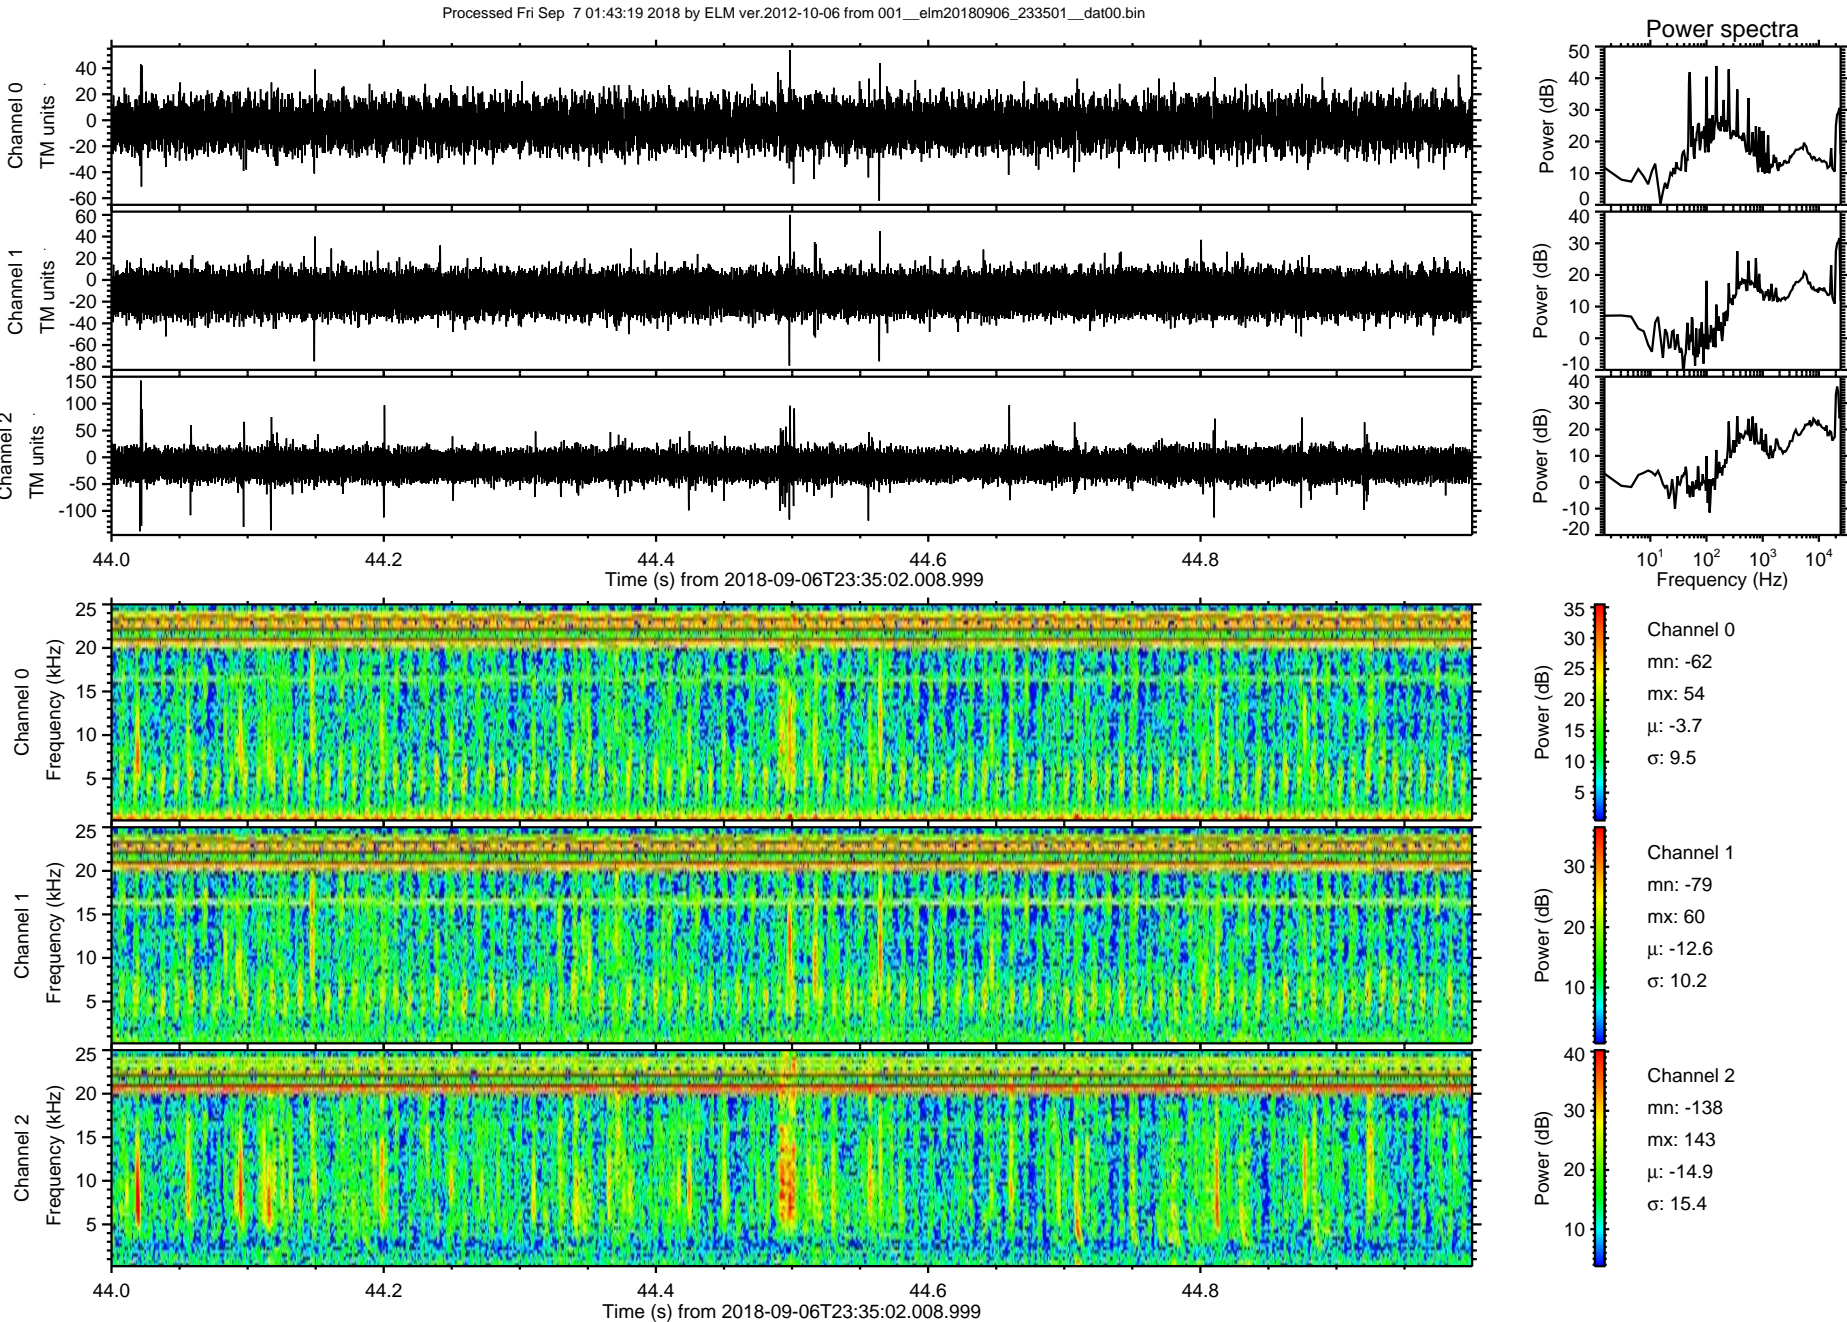 Processed Fri Sep  7 01:43:19 2018 by ELM ver.2012-10-06 from 001__elm20180906_233501__dat00.bin
Power spectra
Channel 0
TM units
40
20
0
-20
-40
-60
Power (dB)
50
40
30
20
10
0
Channel 1
TM units
60
40
20
0
-20
-40
-60
-80
Power (dB)
40
30
20
10
0
-10
Channel 2
TM units
150
100
50
0
-50
-100
Power (dB)
40
30
20
10
0
-10
-20
44.0 44.2 44.4 44.6 44.8
Time (s) from 2018-09-06T23:35:02.008.999
10¹ 10² 10³ 10⁴
Frequency (Hz)
Channel 0
Frequency (kHz)
25
20
15
10
5
Power (dB)
35
30
25
20
15
10
5
Channel 0
mn: -62
mx: 54
μ: -3.7
σ: 9.5
Channel 1
Frequency (kHz)
25
20
15
10
5
Power (dB)
30
20
10
Channel 1
mn: -79
mx: 60
μ: -12.6
σ: 10.2
Channel 2
Frequency (kHz)
25
20
15
10
5
Power (dB)
40
30
20
10
Channel 2
mn: -138
mx: 143
μ: -14.9
σ: 15.4
44.0 44.2 44.4 44.6 44.8
Time (s) from 2018-09-06T23:35:02.008.999